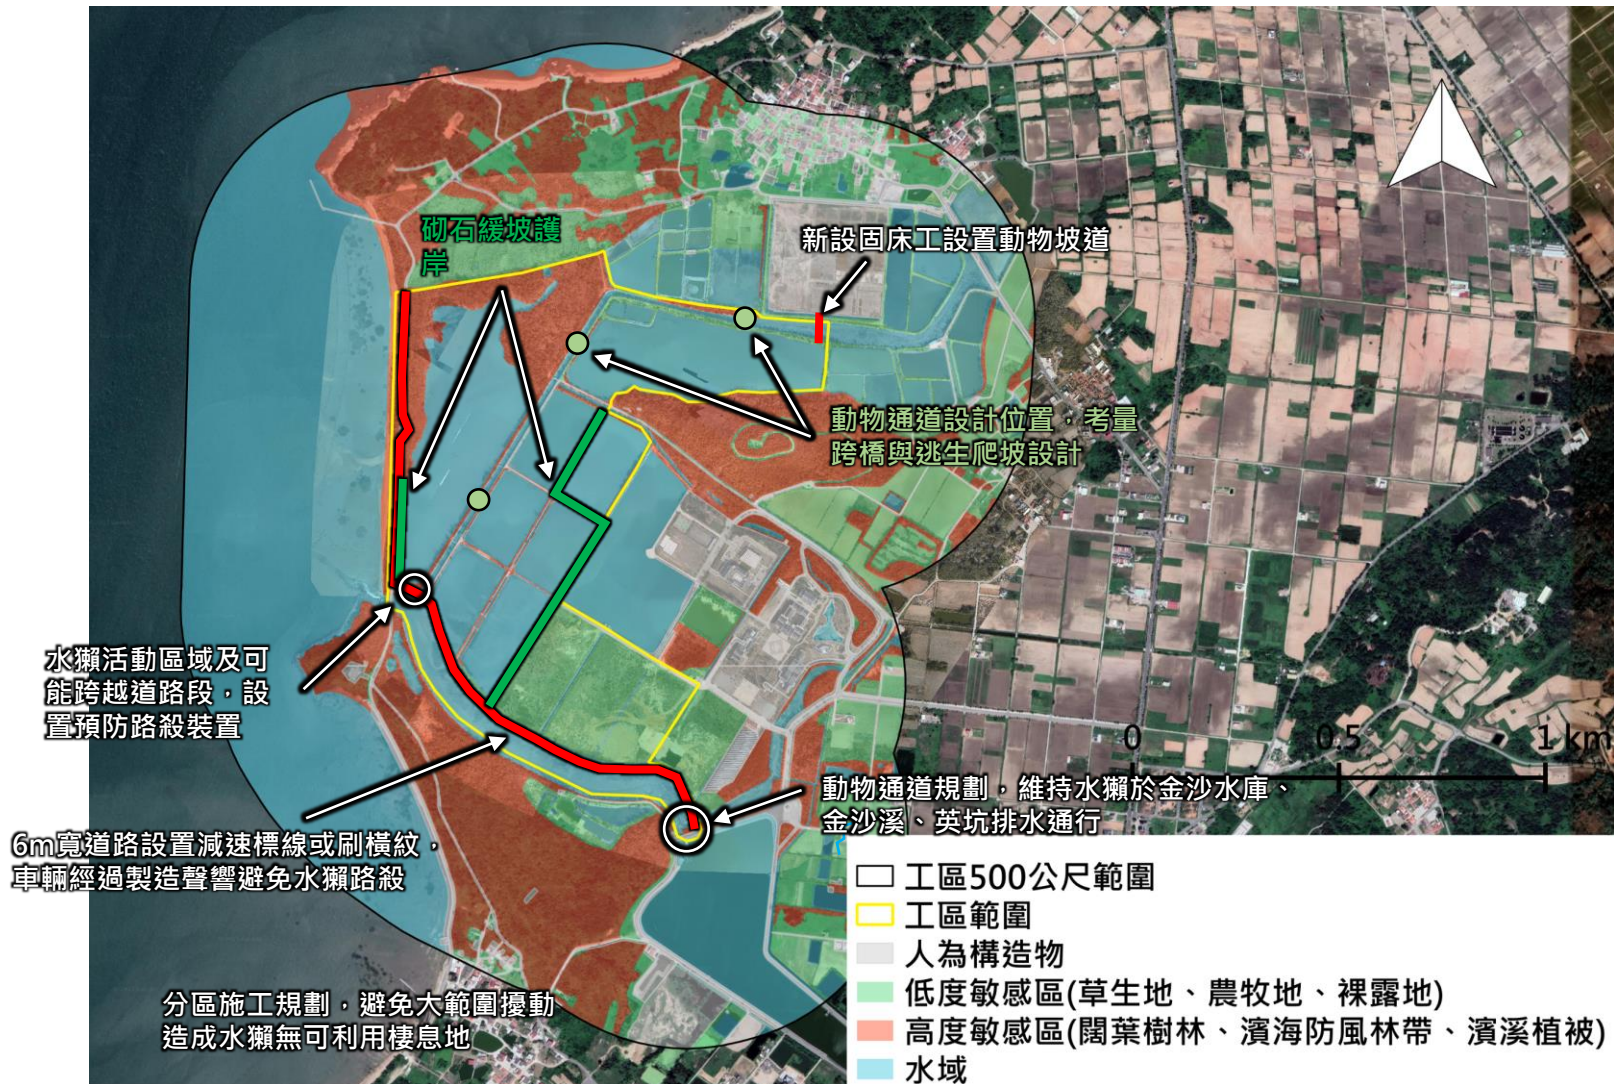 砌石緩坡護
岸
新設固床工設置動物坡道
動物通道設計位置，考量
跨橋與逃生爬坡設計
水獺活動區域及可
能跨越道路段，設
置預防路殺裝置
0 0.5 1 km
動物通道規劃，維持水獺於金沙水庫、
金沙溪、英坑排水通行
6m寬道路設置減速標線或刷橫紋，
車輛經過製造聲響避免水獺路殺
分區施工規劃，避免大範圍擾動
造成水獺無可利用棲息地
工區500公尺範圍
工區範圍
人為構造物
低度敏感區(草生地、農牧地、裸露地)
高度敏感區(闊葉樹林、濱海防風林帶、濱溪植被)
水域